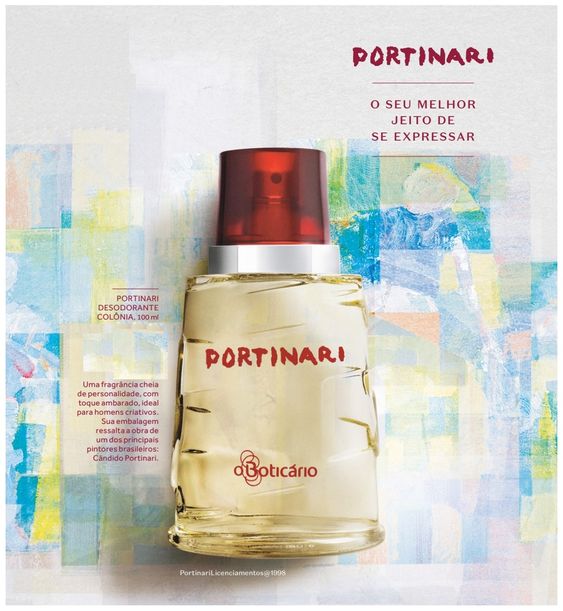 PORTINARI
O SEU MELHOR
JEITO DE
SE EXPRESSAR
PORTINARI
DESODORANTE
COLÔNIA, 100 ml
Uma fragrância cheia
de personalidade, com
toque ambarado, ideal
para homens criativos.
Sua embalagem
ressalta a obra de
um dos principais
pintores brasileiros:
Cândido Portinari.
PORTINARI
oBoticário
PortinariLicenciamentos@1998